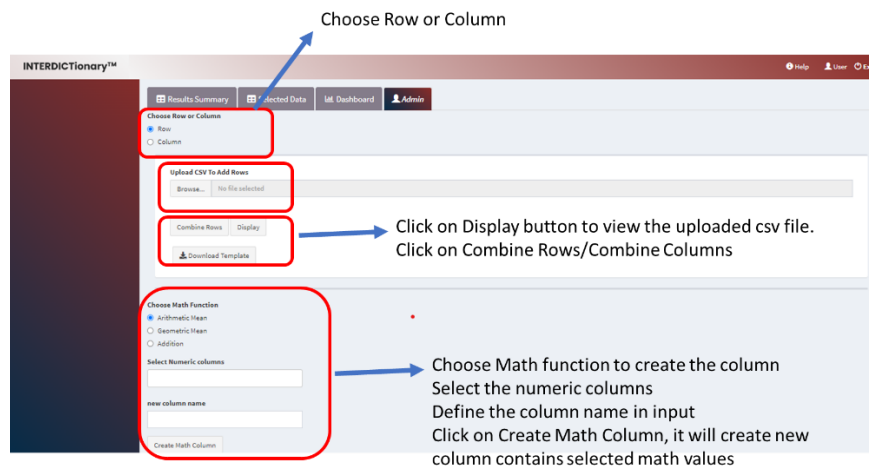 Choose Row or Column
INTERDICTionary™
Help User
Results Summary Selected Data Dashboard Admin
Choose Row or Column
Row
Column
Upload CSV To Add Rows
Browse... No file selected
Combine Rows Display
Click on Display button to view the uploaded csv file.
Click on Combine Rows/Combine Columns
Download Template
Choose Math Function
Arithmetic Mean
Geometric Mean
Addition
Select Numeric columns
new column name
Create Math Column
Choose Math function to create the column
Select the numeric columns
Define the column name in input
Click on Create Math Column, it will create new
column contains selected math values